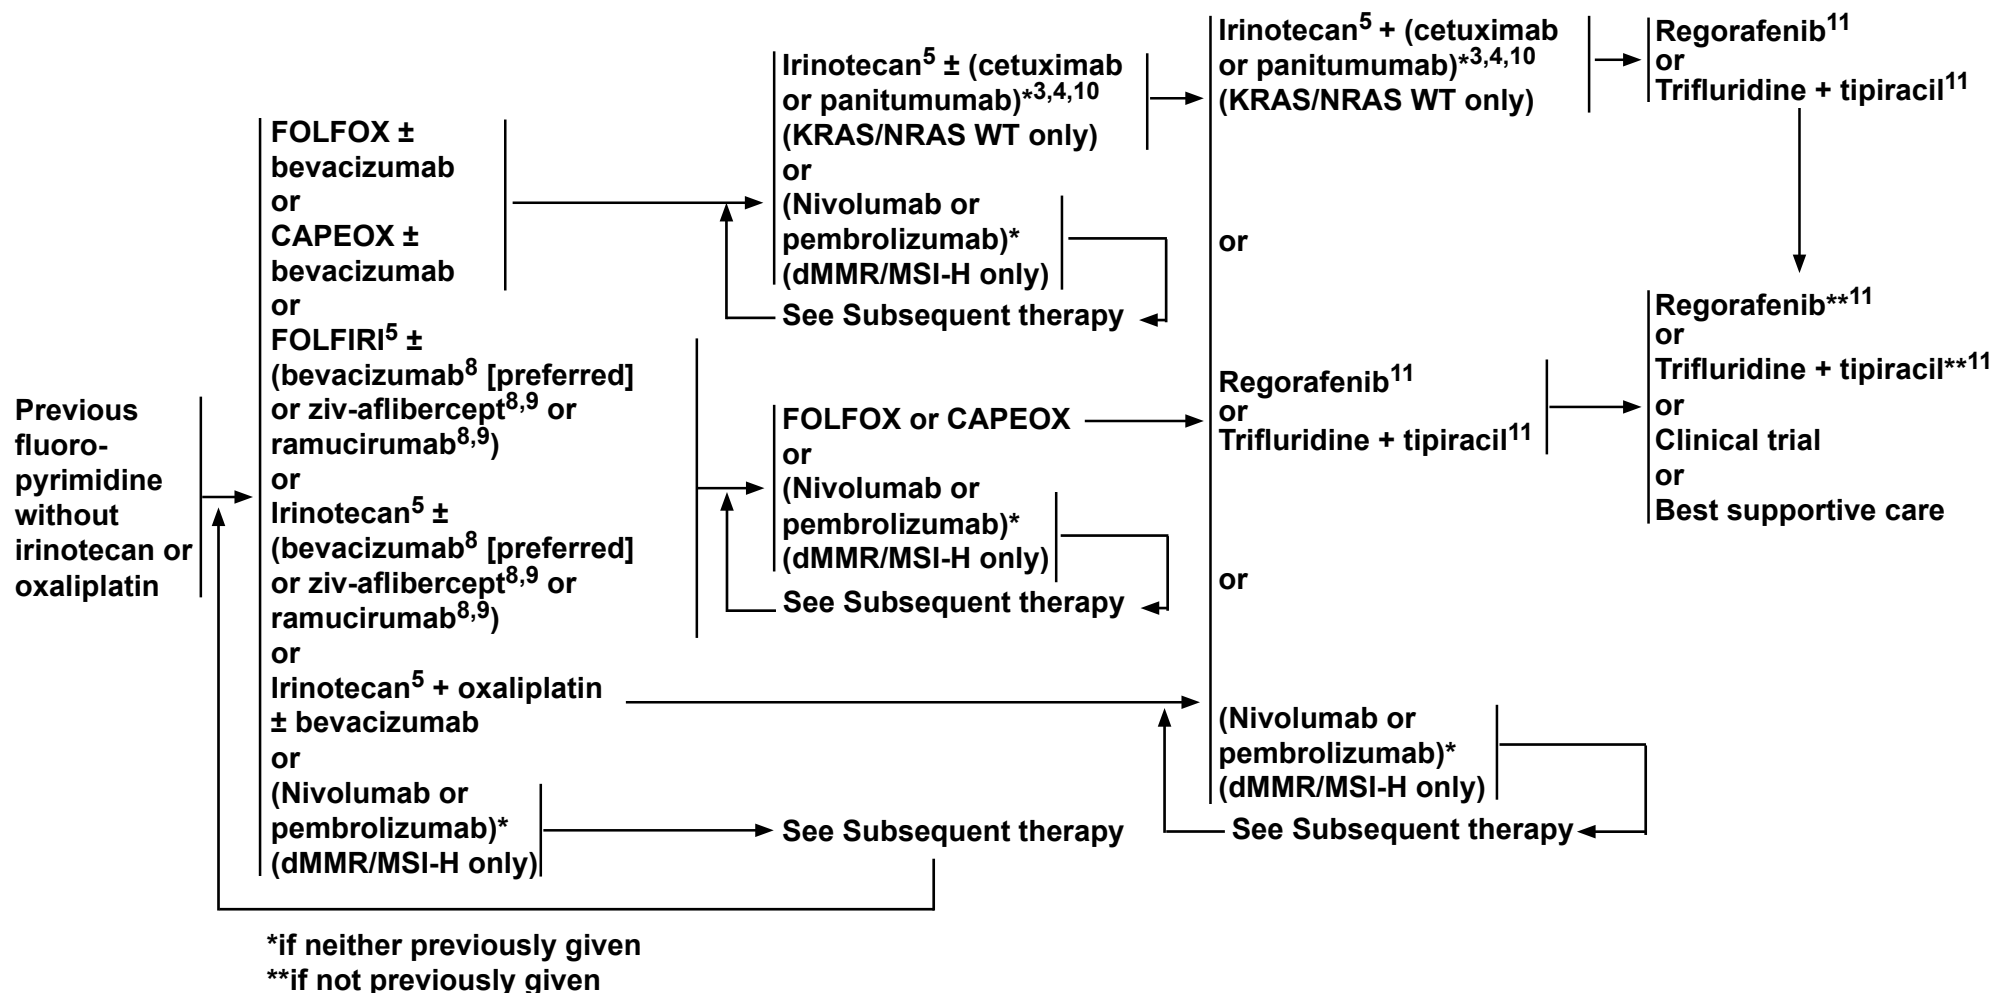 Previous
fluoro-
pyrimidine
without
irinotecan or
oxaliplatin
FOLFOX ±
bevacizumab
or
CAPEOX ±
bevacizumab
or
FOLFIRI5 ±
(bevacizumab8 [preferred]
or ziv-aflibercept8,9 or
ramucirumab8,9)
or
Irinotecan5 ±
(bevacizumab8 [preferred]
or ziv-aflibercept8,9 or
ramucirumab8,9)
or
Irinotecan5 + oxaliplatin
± bevacizumab
or
(Nivolumab or
pembrolizumab)*
(dMMR/MSI-H only)
Irinotecan5 ± (cetuximab
or panitumumab)*3,4,10
(KRAS/NRAS WT only)
or
(Nivolumab or
pembrolizumab)*
(dMMR/MSI-H only)
See Subsequent therapy
FOLFOX or CAPEOX
or
(Nivolumab or
pembrolizumab)*
(dMMR/MSI-H only)
See Subsequent therapy
See Subsequent therapy
Irinotecan5 + (cetuximab
or panitumumab)*3,4,10
(KRAS/NRAS WT only)
or
Regorafenib11
or
Trifluridine + tipiracil11
or
(Nivolumab or
pembrolizumab)*
(dMMR/MSI-H only)
See Subsequent therapy
Regorafenib11
or
Trifluridine + tipiracil11
Regorafenib**11
or
Trifluridine + tipiracil**11
or
Clinical trial
or
Best supportive care
*if neither previously given
**if not previously given